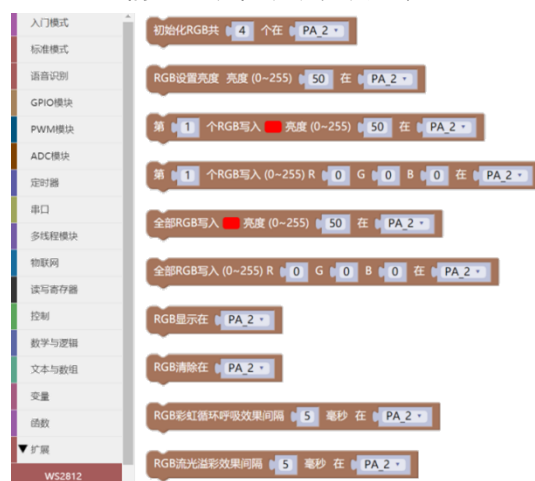 入门模式
标准模式
语音识别
GPIO模块
PWM模块
ADC模块
定时器
串口
多线程模块
物联网
读写寄存器
控制
数学与逻辑
文本与数组
变量
函数
扩展
WS2812
初始化RGB共 4 个在 PA_2
RGB设置亮度 亮度 (0~255) 50 在 PA_2
第 1 个RGB写入 亮度 (0~255) 50 在 PA_2
第 1 个RGB写入 (0~255) R 0 G 0 B 0 在 PA_2
全部RGB写入 亮度 (0~255) 50 在 PA_2
全部RGB写入 (0~255) R 0 G 0 B 0 在 PA_2
RGB显示在 PA_2
RGB清除在 PA_2
RGB彩虹循环呼吸效果间隔 5 毫秒 在 PA_2
RGB流光溢彩效果间隔 5 毫秒 在 PA_2